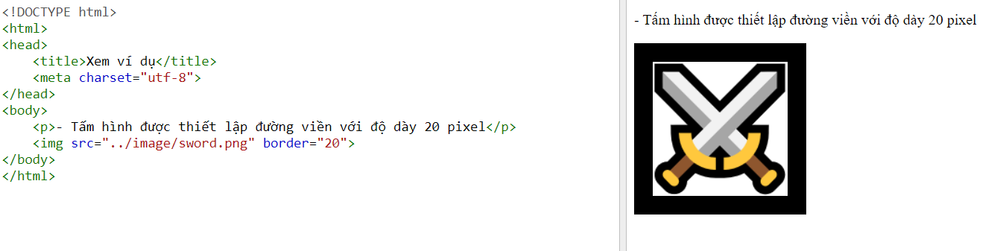 <!DOCTYPE html>
<html>
<head>
    <title>Xem ví dụ</title>
    <meta charset="utf-8">
</head>
<body>
    <p>- Tấm hình được thiết lập đường viền với độ dày 20 pixel</p>
    <img src="../image/sword.png" border="20">
</body>
</html>
- Tấm hình được thiết lập đường viền với độ dày 20 pixel